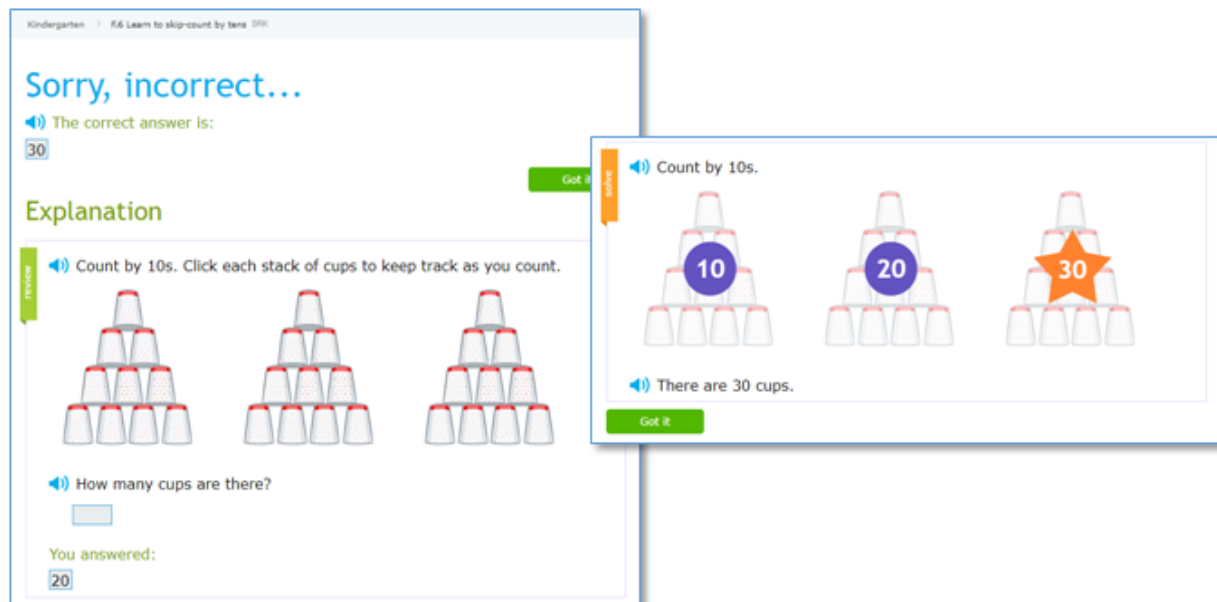 Kindergarten > F.6 Learn to skip-count by tens 5RK
Sorry, incorrect...
The correct answer is:
30
Got it
Explanation
review
Count by 10s. Click each stack of cups to keep track as you count.
How many cups are there?
You answered:
20
solve
Count by 10s.
10 20 30
There are 30 cups.
Got it